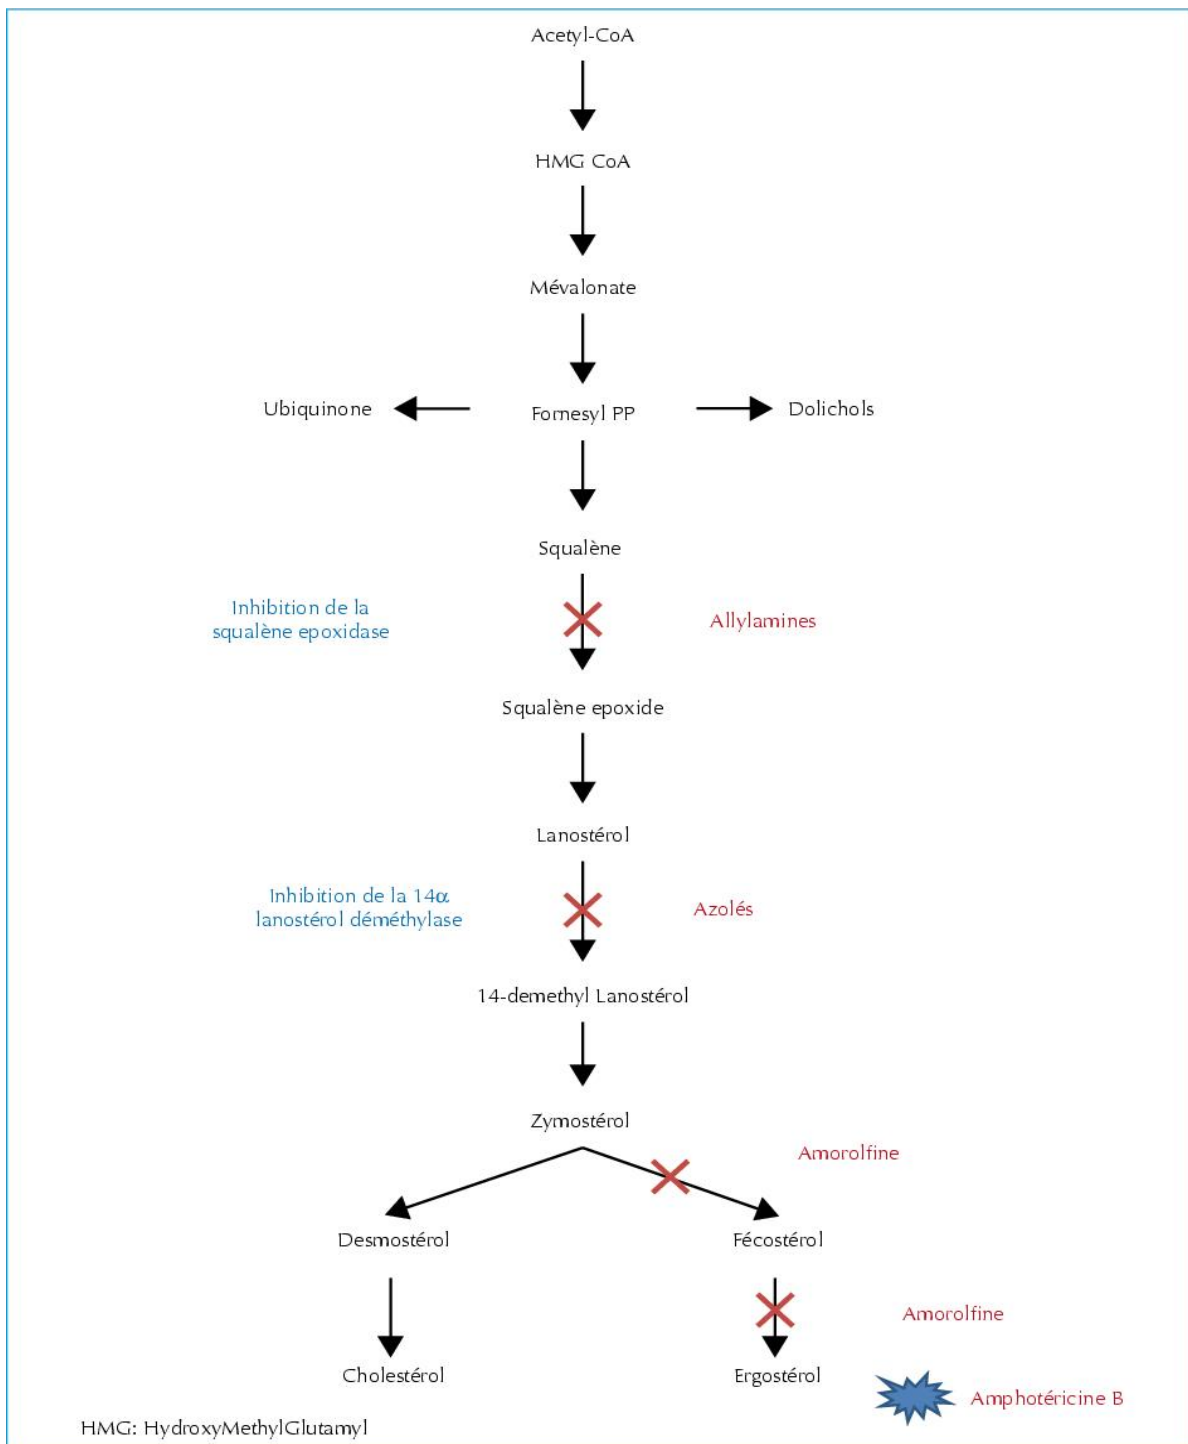 Acetyl-CoA
HMG CoA
Mévalonate
Ubiquinone
Fornesyl PP
Dolichols
Squalène
Inhibition de la
squalène epoxidase
Allylamines
Squalène epoxide
Lanostérol
Inhibition de la 14α
lanostérol déméthylase
Azolés
14-demethyl Lanostérol
Zymostérol
Amorolfine
Desmostérol
Fécostérol
Amorolfine
Cholestérol
Ergostérol
Amphotéricine B
HMG: HydroxyMethylGlutamyl